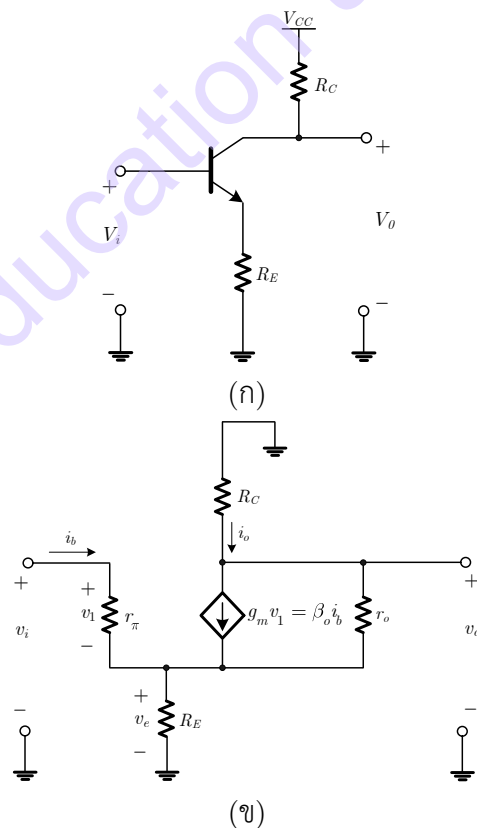 ducation
V_CC
R_C
+
+
V_i
V_0
R_E
−
−
(ก)
R_C
i_b
i_o
+
+
+
v_i
v_1
r_π
g_m v_1 = β_o i_b
r_o
−
+
v_e
R_E
−
−
−
(ข)